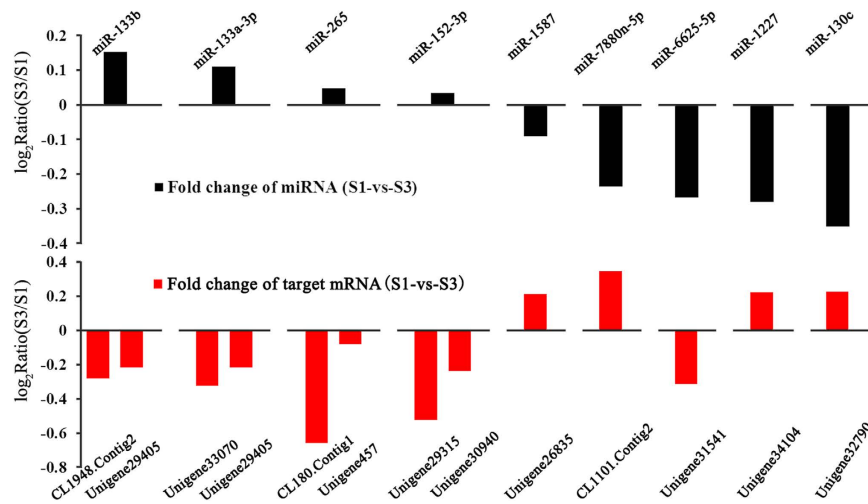 miR-133b
miR-133a-3p
miR-265
miR-152-3p
miR-1587
miR-7880n-5p
miR-6625-5p
miR-1227
miR-130c
log2Ratio(S3/S1)
0.2
0.1
0
-0.1
-0.2
-0.3
-0.4
Fold change of miRNA (S1-vs-S3)
log2Ratio(S3/S1)
0.4
0.2
0
-0.2
-0.4
-0.6
-0.8
Fold change of target mRNA (S1-vs-S3)
CL1948.Contig2
Unigene29405
Unigene33070
Unigene29405
CL180.Contig1
Unigene457
Unigene29315
Unigene30940
Unigene26835
CL1101.Contig2
Unigene31541
Unigene34104
Unigene32790